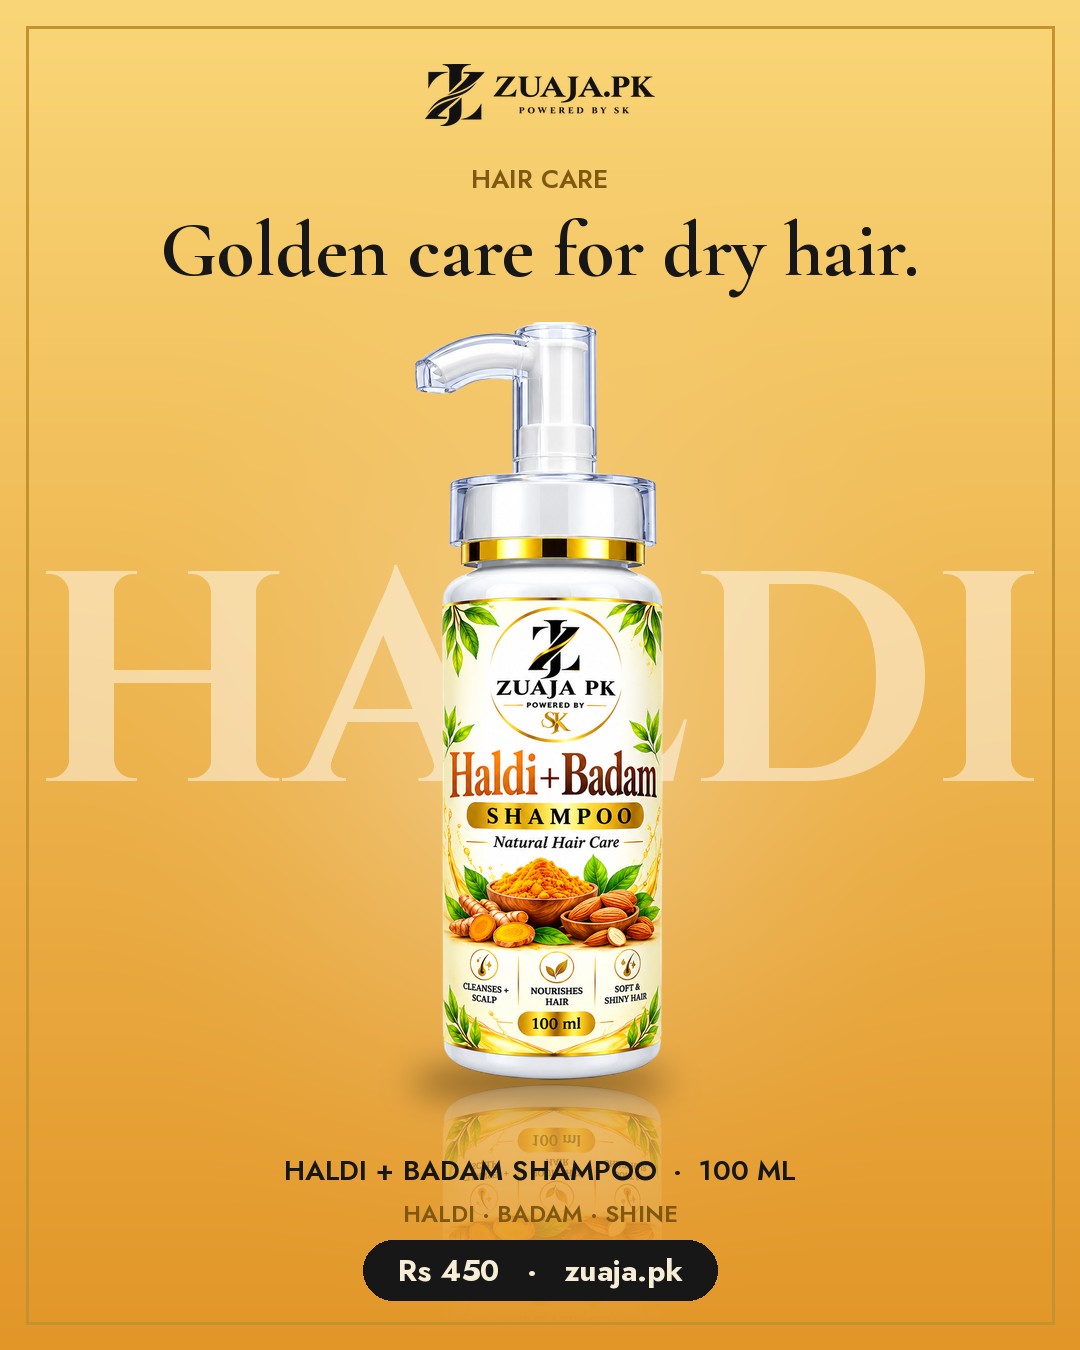 ZUAJA.PK
POWERED BY SK
HAIR CARE
Golden care for dry hair.
HALDI
ZUAJA PK
POWERED BY
SK
Haldi+Badam
SHAMPOO
Natural Hair Care
CLEANSES +
SCALP
NOURISHES
HAIR
SOFT &
SHINY HAIR
100 ml
HALDI + BADAM SHAMPOO · 100 ML
HALDI · BADAM · SHINE
Rs 450 · zuaja.pk